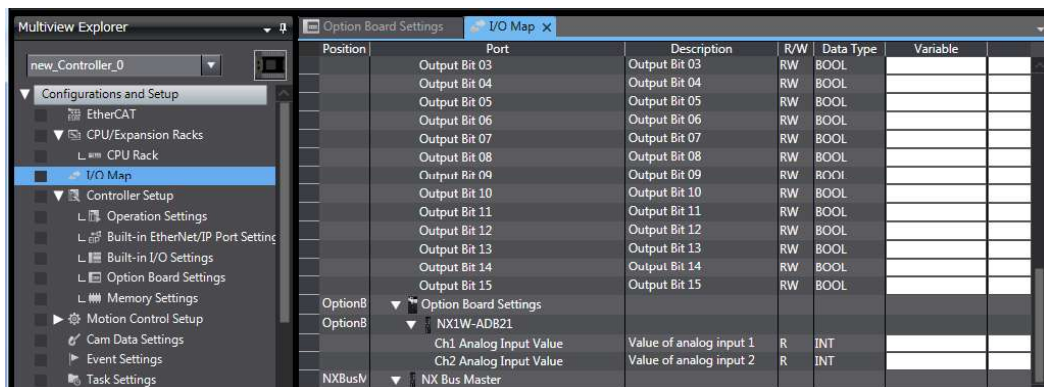 Multiview Explorer
new_Controller_0
Configurations and Setup
EtherCAT
CPU/Expansion Racks
CPU Rack
I/O Map
Controller Setup
Operation Settings
Built-in EtherNet/IP Port Setting
Built-in I/O Settings
Option Board Settings
Memory Settings
Motion Control Setup
Cam Data Settings
Event Settings
Task Settings
Option Board Settings I/O Map X
Position Port Description R/W Data Type Variable
Output Bit 03 Output Bit 03 RW BOOL
Output Bit 04 Output Bit 04 RW BOOL
Output Bit 05 Output Bit 05 RW BOOL
Output Bit 06 Output Bit 06 RW BOOL
Output Bit 07 Output Bit 07 RW BOOL
Output Bit 08 Output Bit 08 RW BOOL
Output Bit 09 Output Bit 09 RW BOOL
Output Bit 10 Output Bit 10 RW BOOL
Output Bit 11 Output Bit 11 RW BOOL
Output Bit 12 Output Bit 12 RW BOOL
Output Bit 13 Output Bit 13 RW BOOL
Output Bit 14 Output Bit 14 RW BOOL
Output Bit 15 Output Bit 15 RW BOOL
OptionB Option Board Settings
OptionB NX1W-ADB21
Ch1 Analog Input Value Value of analog input 1 R INT
Ch2 Analog Input Value Value of analog input 2 R INT
NXBusM NX Bus Master